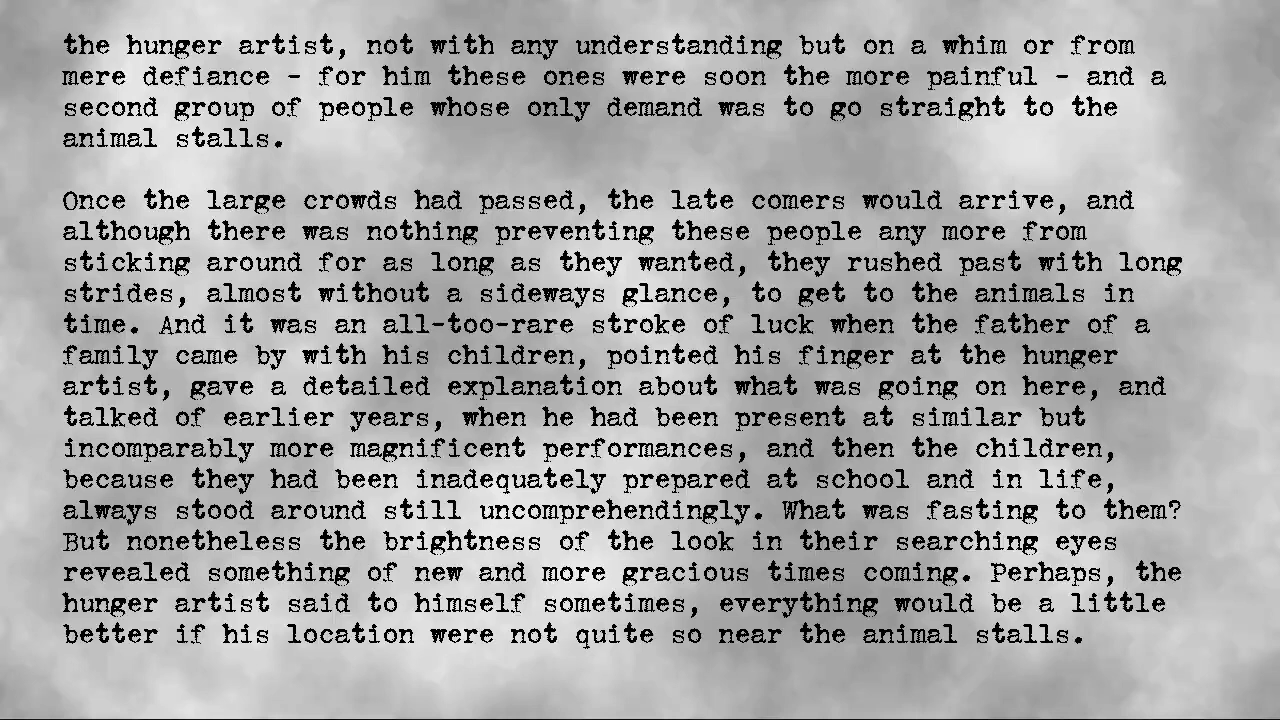 the hunger artist, not with any understanding but on a whim or from
mere defiance - for him these ones were soon the more painful - and a
second group of people whose only demand was to go straight to the
animal stalls.

Once the large crowds had passed, the late comers would arrive, and
although there was nothing preventing these people any more from
sticking around for as long as they wanted, they rushed past with long
strides, almost without a sideways glance, to get to the animals in
time. And it was an all-too-rare stroke of luck when the father of a
family came by with his children, pointed his finger at the hunger
artist, gave a detailed explanation about what was going on here, and
talked of earlier years, when he had been present at similar but
incomparably more magnificent performances, and then the children,
because they had been inadequately prepared at school and in life,
always stood around still uncomprehendingly. What was fasting to them?
But nonetheless the brightness of the look in their searching eyes
revealed something of new and more gracious times coming. Perhaps, the
hunger artist said to himself sometimes, everything would be a little
better if his location were not quite so near the animal stalls.